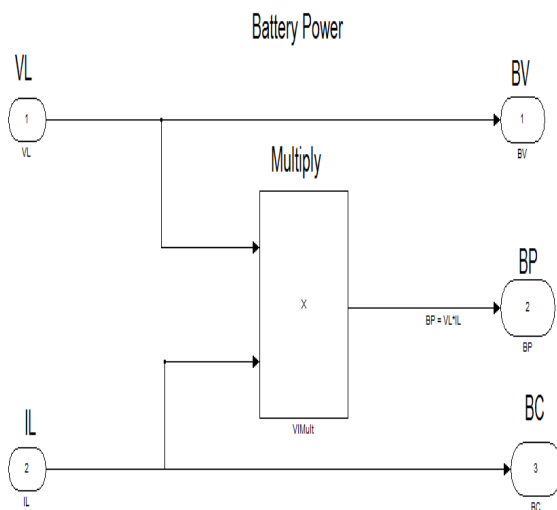 Battery Power
VL
BV
1
1
VL
BV
Multiply
X
BP
2
BP = VL*IL
BP
VIMult
IL
BC
2
3
IL
BC